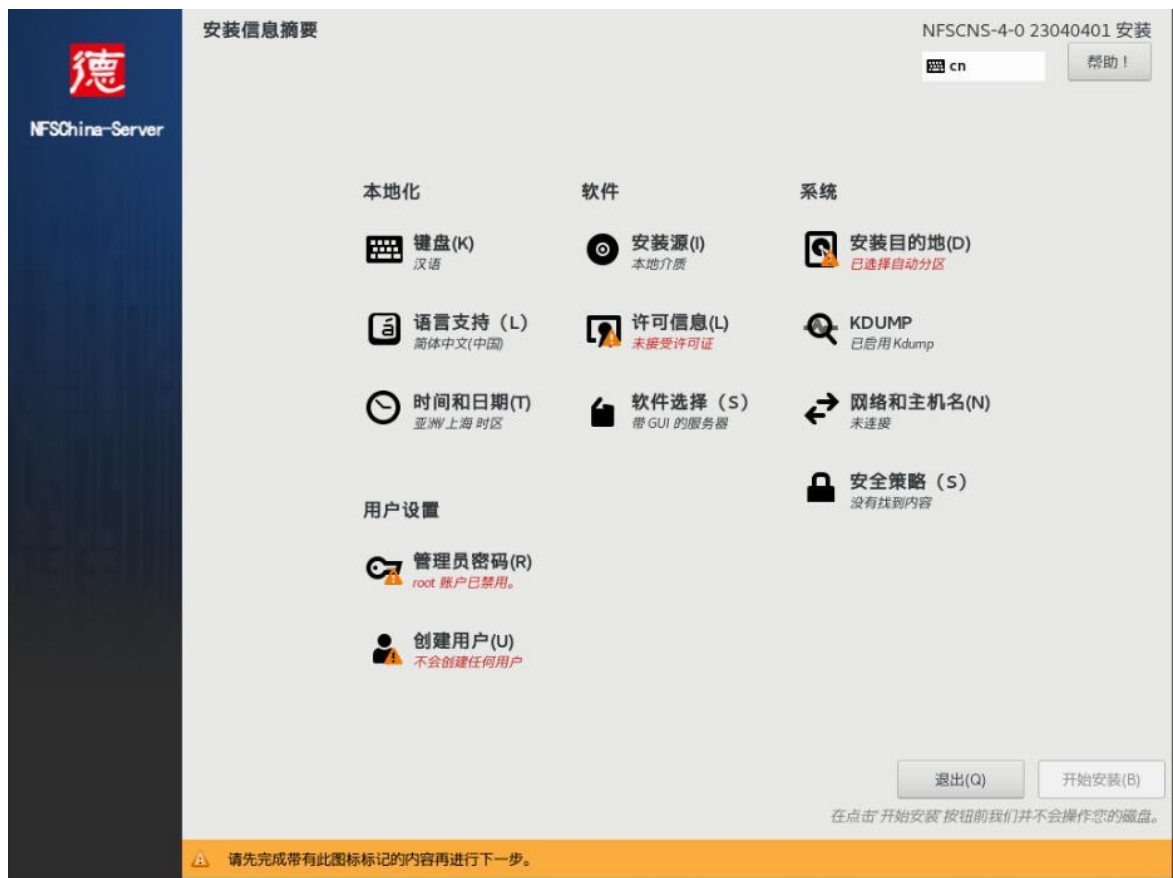 安装信息摘要
NFSCNS-4-0 23040401 安装
cn
帮助！
德
NFSChina-Server
本地化
软件
系统
键盘(K)
汉语
安装源(I)
本地介质
安装目的地(D)
已选择自动分区
语言支持（L）
简体中文(中国)
许可信息(L)
未接受许可证
KDUMP
已启用 Kdump
时间和日期(T)
亚洲/上海 时区
软件选择（S）
带 GUI 的服务器
网络和主机名(N)
未连接
安全策略（S）
没有找到内容
用户设置
管理员密码(R)
root 账户已禁用。
创建用户(U)
不会创建任何用户
退出(Q)
开始安装(B)
在点击'开始安装'按钮前我们并不会操作您的磁盘。
请先完成带有此图标标记的内容再进行下一步。